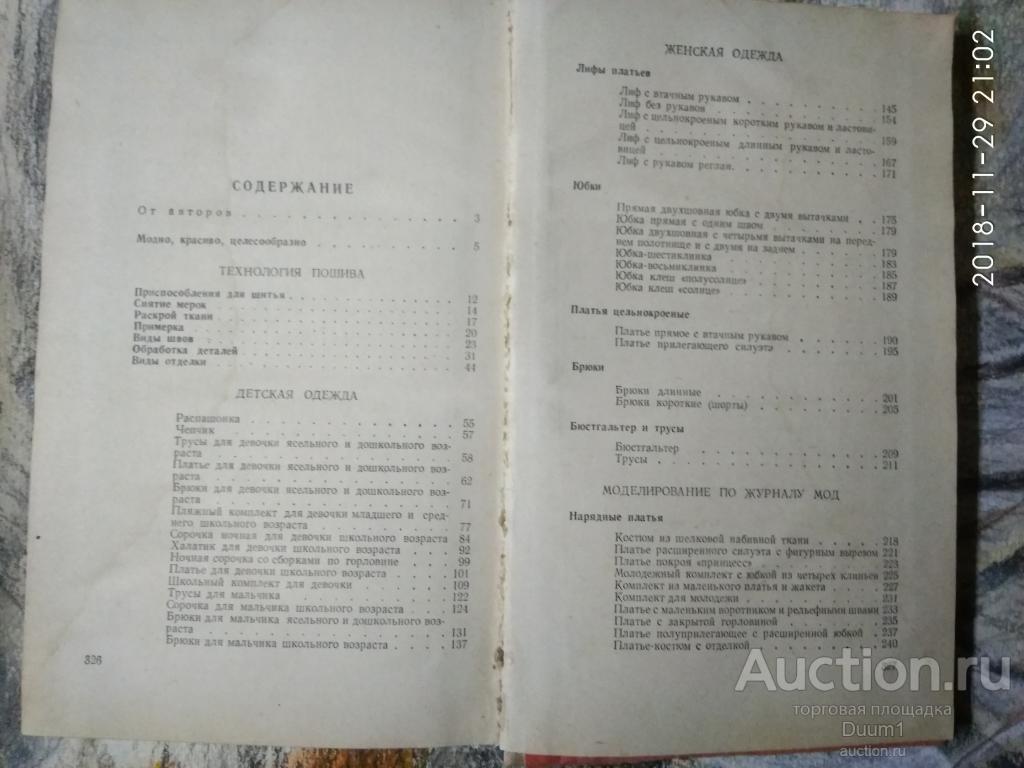 СОДЕРЖАНИЕ
От авторов 3
Модно, красиво, целесообразно 5
ТЕХНОЛОГИЯ ПОШИВА
Приспособления для шитья 12
Снятие мерок 14
Раскрой ткани 17
Примерка 20
Виды швов 23
Обработка деталей 31
Виды отделки 44
ДЕТСКАЯ ОДЕЖДА
Распашонка 55
Чепчик 57
Трусы для девочки ясельного и дошкольного воз-
раста 58
Платье для девочки ясельного и дошкольного воз-
раста 62
Брюки для девочки ясельного и дошкольного воз-
раста 71
Пляжный комплект для девочки младшего и сред-
него школьного возраста 77
Сорочка ночная для девочки школьного возраста 84
Халатик для девочки школьного возраста 92
Ночная сорочка со сборками по горловине 99
Платье для девочки школьного возраста 101
Школьный комплект для девочки 109
Трусы для мальчика 122
Сорочка для мальчика школьного возраста 124
Брюки для мальчика ясельного и дошкольного воз-
раста 131
Брюки для мальчика школьного возраста 137
326
ЖЕНСКАЯ ОДЕЖДА
Лифы платьев
Лиф с втачным рукавом 145
Лиф без рукавов 154
Лиф с цельнокроеным коротким рукавом и ластови-
цей 159
Лиф с цельнокроеным длинным рукавом и ласто-
вицей 167
Лиф с рукавом реглан 171
Юбки
Прямая двухшовная юбка с двумя вытачками 175
Юбка прямая с одним швом 179
Юбка двухшовная с четырьмя вытачками на перед-
нем полотнище и с двумя на заднем 179
Юбка-шестиклинка 183
Юбка-восьмиклинка 185
Юбка клеш «полусолнце» 187
Юбка клеш «солнце» 189
Платья цельнокроеные
Платье прямое с втачным рукавом 190
Платье прилегающего силуэта 195
Брюки
Брюки длинные 201
Брюки короткие (шорты) 205
Бюстгальтер и трусы
Бюстгальтер 209
Трусы 211
МОДЕЛИРОВАНИЕ ПО ЖУРНАЛУ МОД
Нарядные платья
Костюм из шелковой набивной ткани 218
Платье расширенного силуэта с фигурным вырезом 221
Платье покроя «принцесс» 223
Молодежный комплект с юбкой из четырех клиньев 225
Комплект из маленького платья и жакета 227
Комплект для молодежи 231
Платье с маленьким воротником и рельефными швами 233
Платье с закрытой горловиной 235
Платье полуприлегающее с расширенной юбкой 237
Платье-костюм с отделкой 240
2018-11-29 21:02
Auction.ru
торговая площадка
Duum1
auction.ru